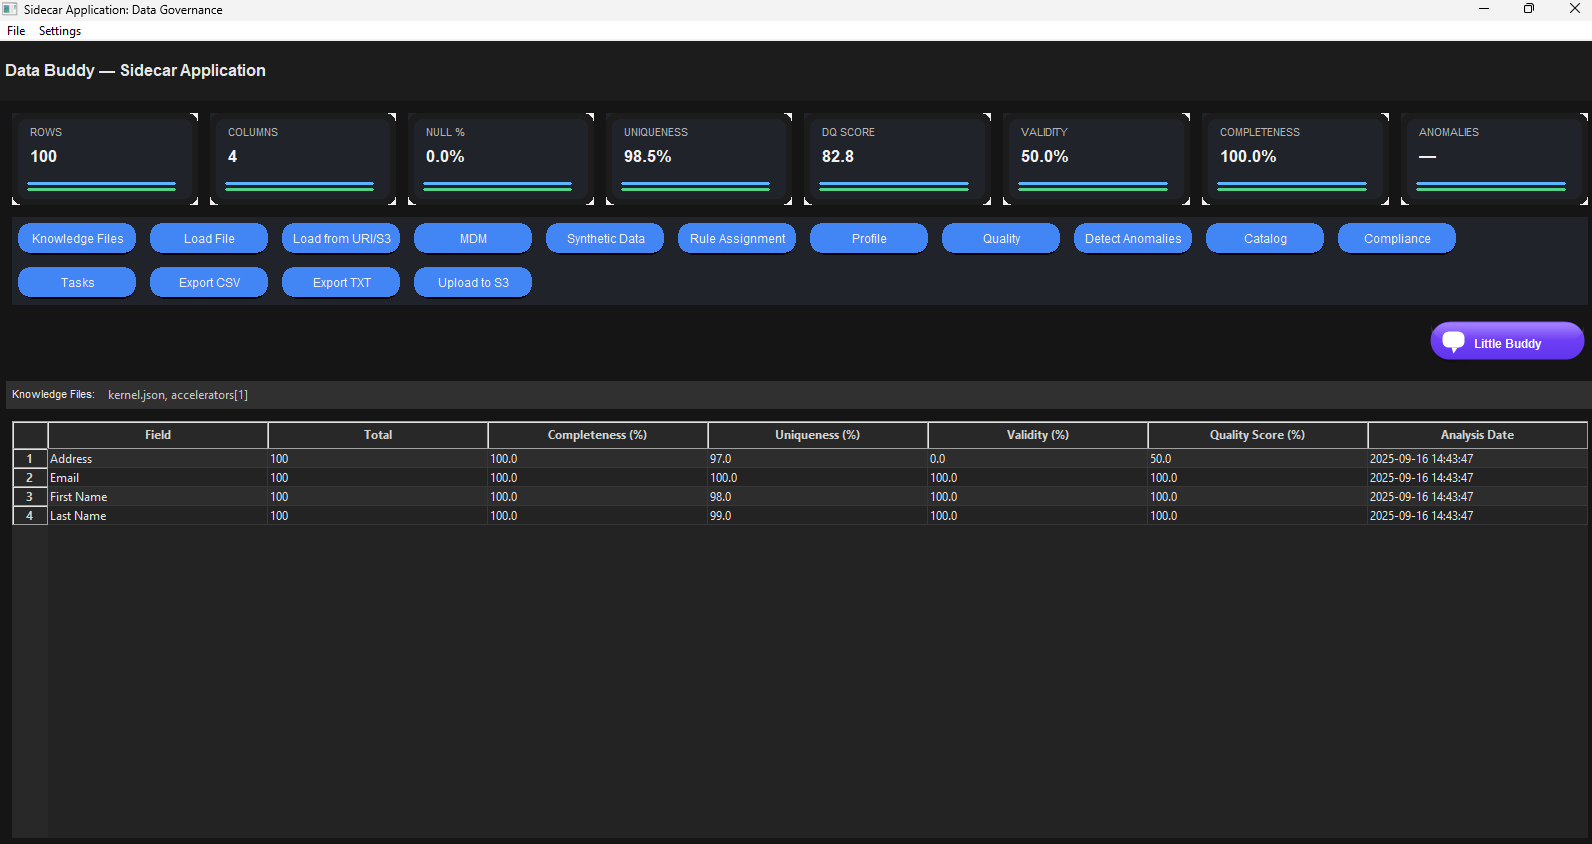 Sidecar Application: Data Governance
File Settings
Data Buddy — Sidecar Application
ROWS COLUMNS NULL % UNIQUENESS DQ SCORE VALIDITY COMPLETENESS ANOMALIES
100 4 0.0% 98.5% 82.8 50.0% 100.0% —
Knowledge Files Load File Load from URI/S3 MDM Synthetic Data Rule Assignment Profile Quality Detect Anomalies Catalog Compliance
Tasks Export CSV Export TXT Upload to S3
Little Buddy
Knowledge Files: kernel.json, accelerators[1]
Field Total Completeness (%) Uniqueness (%) Validity (%) Quality Score (%) Analysis Date
1 Address 100 100.0 97.0 0.0 50.0 2025-09-16 14:43:47
2 Email 100 100.0 100.0 100.0 100.0 2025-09-16 14:43:47
3 First Name 100 100.0 98.0 100.0 100.0 2025-09-16 14:43:47
4 Last Name 100 100.0 99.0 100.0 100.0 2025-09-16 14:43:47